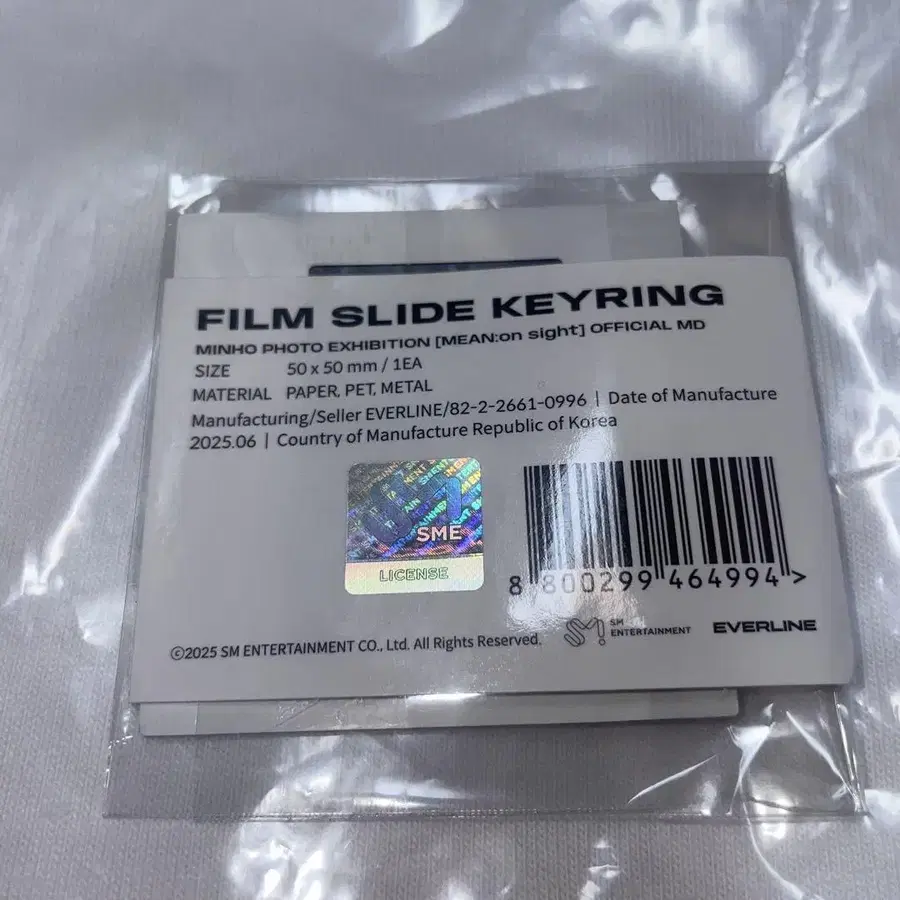 FILM SLIDE KEYRING
MINHO PHOTO EXHIBITION [MEAN:on sight] OFFICIAL MD
SIZE 50 x 50 mm / 1EA
MATERIAL PAPER, PET, METAL
Manufacturing/Seller EVERLINE/82-2-2661-0996 | Date of Manufacture
2025.06 | Country of Manufacture Republic of Korea
SME
LICENSE
8 800299 464994 >
©2025 SM ENTERTAINMENT CO., Ltd. All Rights Reserved.
SM
ENTERTAINMENT
EVERLINE